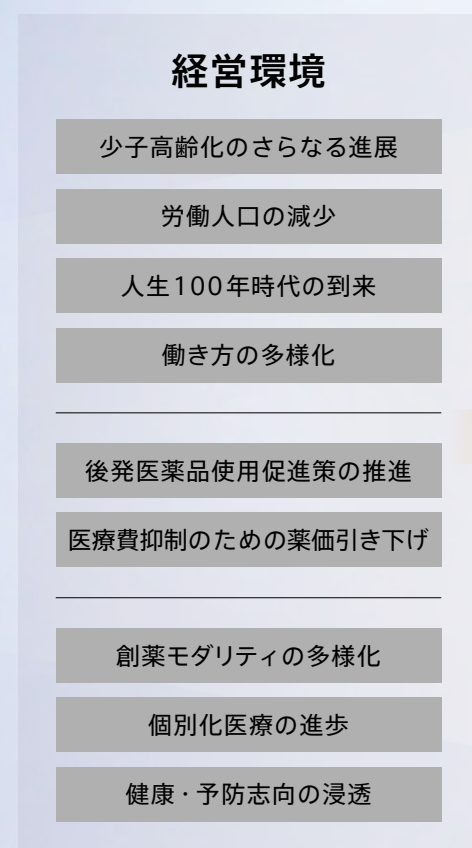 経営環境
少子高齢化のさらなる進展
労働人口の減少
人生100年時代の到来
働き方の多様化
後発医薬品使用促進策の推進
医療費抑制のための薬価引き下げ
創薬モダリティの多様化
個別化医療の進歩
健康・予防志向の浸透